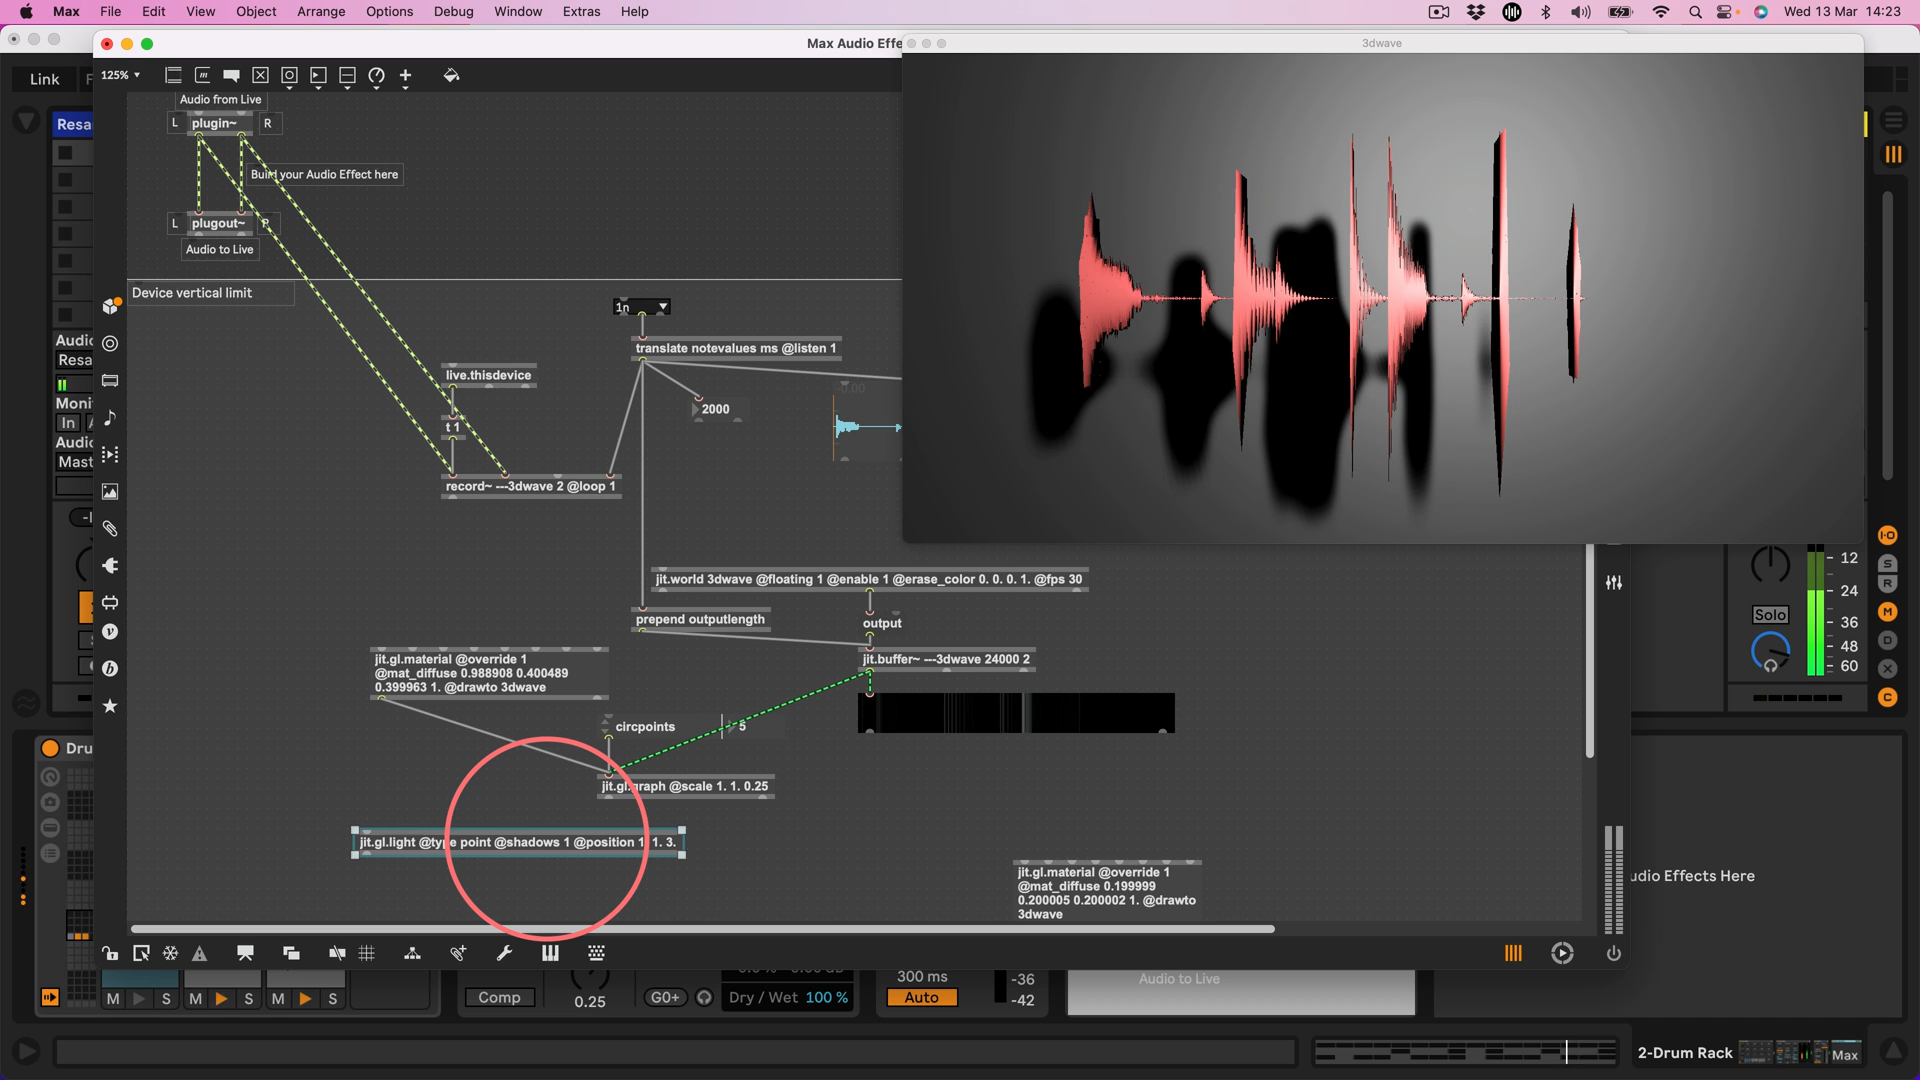 Max File Edit View Object Arrange Options Debug Window Extras Help
Wed 13 Mar 14:23
Max Audio Effe
3dwave
Link
125%
Audio from Live
Resa
L plugin~ R
Build your Audio Effect here
L plugout~ R
Audio to Live
Device vertical limit
1n
translate notevalues ms @listen 1
live.thisdevice
2000
0.00
t 1
record~ ---3dwave 2 @loop 1
Audio
Resa
Moni
In
Audio
Mast
jit.world 3dwave @floating 1 @enable 1 @erase_color 0. 0. 0. 1. @fps 30
prepend outputlength
output
jit.gl.material @override 1
@mat_diffuse 0.988908 0.400489
0.399963 1. @drawto 3dwave
jit.buffer~ ---3dwave 24000 2
circpoints
5
jit.gl.graph @scale 1. 1. 0.25
jit.gl.light @type point @shadows 1 @position 1. 1. 3.
jit.gl.material @override 1
@mat_diffuse 0.199999
0.200005 0.200002 1. @drawto
3dwave
12
24
36
48
60
Solo
I·O
S
R
M
D
X
C
Dru
udio Effects Here
M S M S M S
Comp
0.25
G0+
Dry / Wet 100 %
300 ms
Auto
-36
-42
Audio to Live
2-Drum Rack
Max